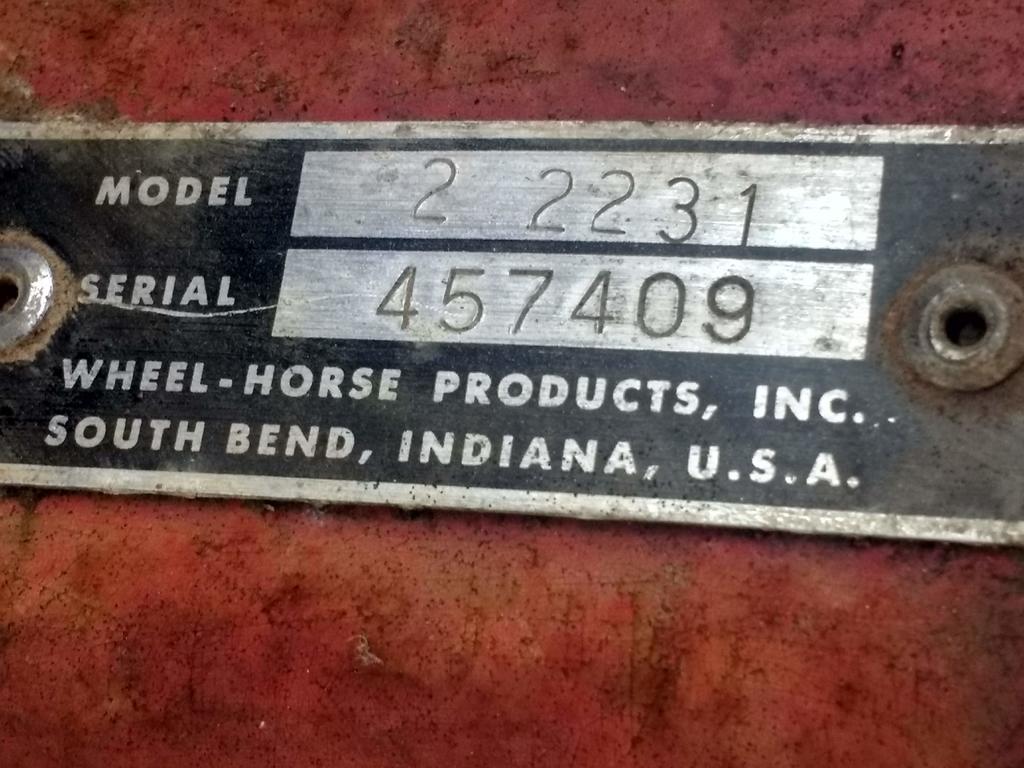 MODEL 2 2231
SERIAL 457409
WHEEL-HORSE PRODUCTS, INC.
SOUTH BEND, INDIANA, U.S.A.